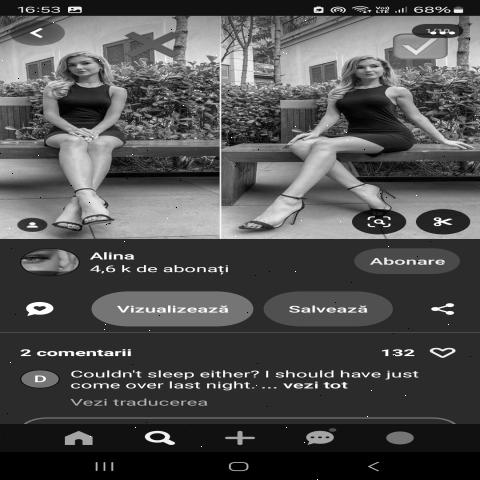 16:53
68%
Alina
4,6 k de abonați
Abonare
Vizualizează
Salvează
2 comentarii
132
D
Couldn't sleep either? I should have just
come over last night. ... vezi tot
Vezi traducerea